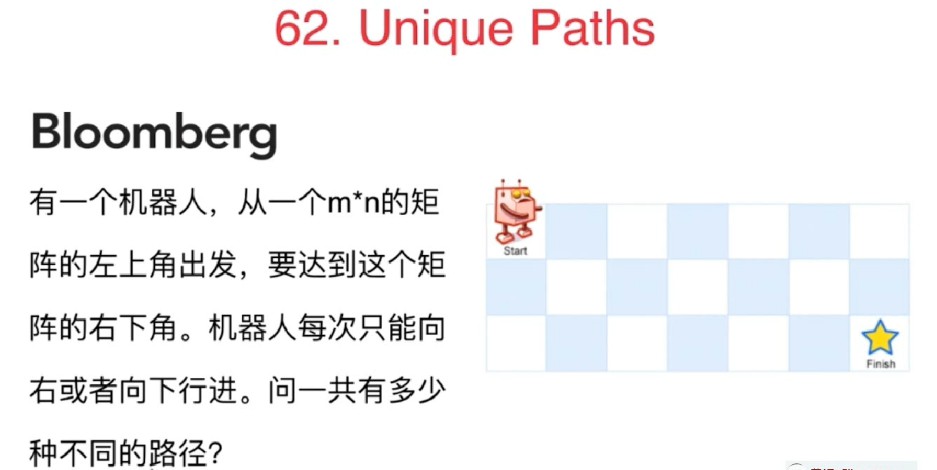 62. Unique Paths
Bloomberg
有一个机器人，从一个m*n的矩
阵的左上角出发，要达到这个矩
阵的右下角。机器人每次只能向
右或者向下行进。问一共有多少
种不同的路径?
Start
Finish